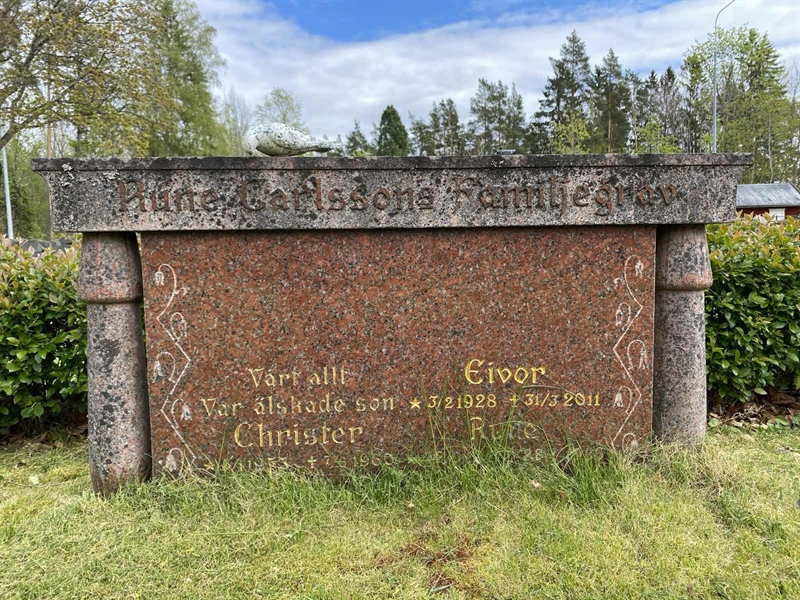 Rune Carlssons Familjegrav
Vårt allt
Vår älskade son
Christer
Eivor
★ 3/2 1928 + 31/3 2011
Rune